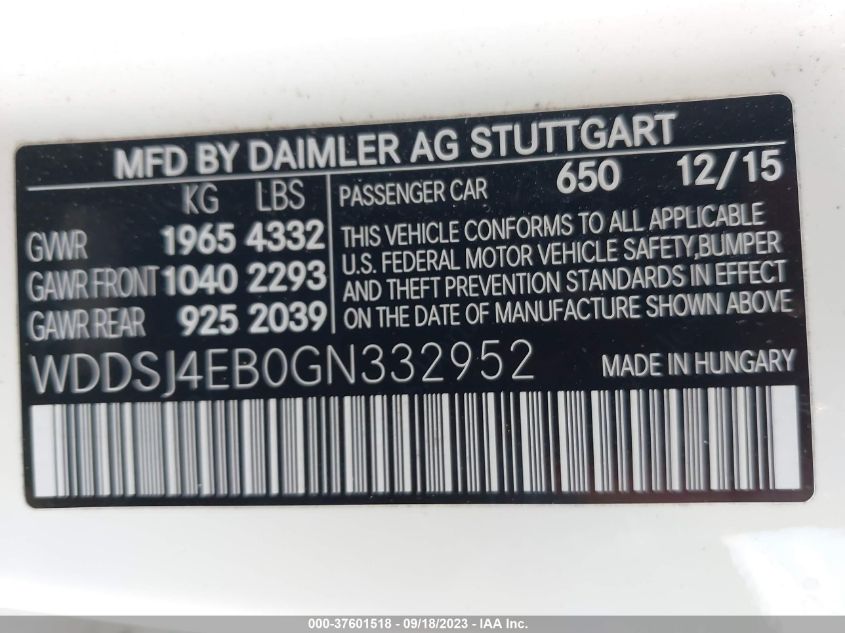 MFD BY DAIMLER AG STUTTGART
KG LBS
GVWR 1965 4332
GAWR FRONT 1040 2293
GAWR REAR 925 2039
PASSENGER CAR 650 12/15
THIS VEHICLE CONFORMS TO ALL APPLICABLE
U.S. FEDERAL MOTOR VEHICLE SAFETY,BUMPER
AND THEFT PREVENTION STANDARDS IN EFFECT
ON THE DATE OF MANUFACTURE SHOWN ABOVE
WDDSJ4EB0GN332952 MADE IN HUNGARY
000-37601518 - 09/18/2023 - IEAA, Inc.